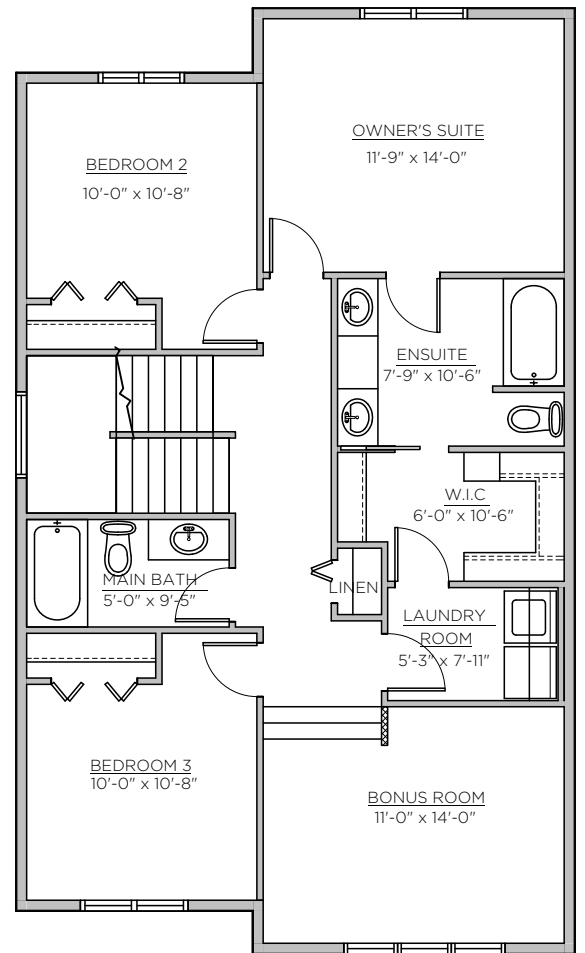 OWNER'S SUITE
11'-9" x 14'-0"
BEDROOM 2
10'-0" x 10'-8"
ENSUITE
7'-9" x 10'-6"
W.I.C
6'-0" x 10'-6"
MAIN BATH
5'-0" x 9'-5"
LINEN
LAUNDRY
ROOM
5'-3" x 7'-11"
BEDROOM 3
10'-0" x 10'-8"
BONUS ROOM
11'-0" x 14'-0"